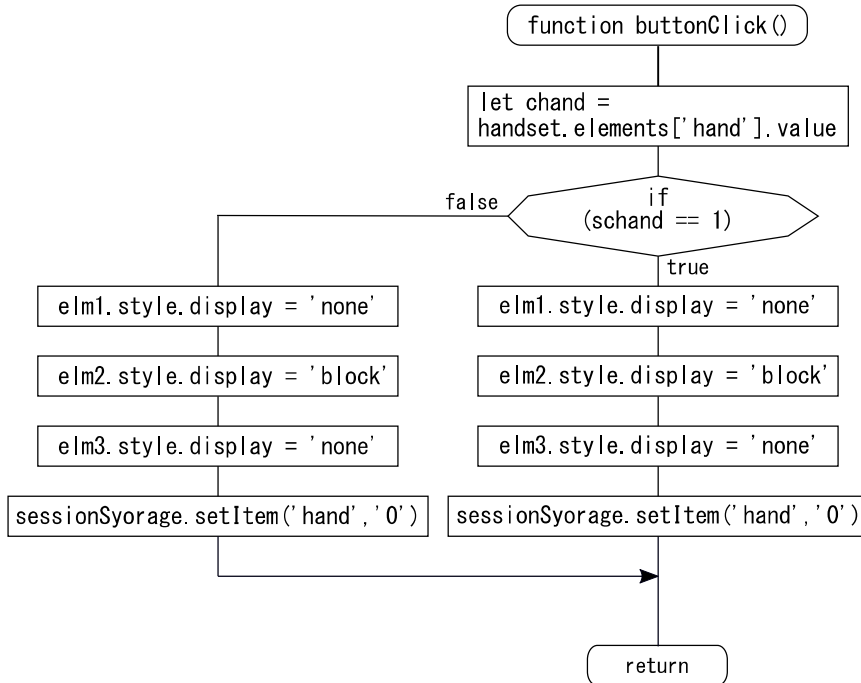 function buttonClick()
let chand =
handset.elements['hand'].value
if
(schand == 1)
false
true
elm1.style.display = 'none'
elm2.style.display = 'block'
elm3.style.display = 'none'
sessionSyorage.setItem('hand','0')
elm1.style.display = 'none'
elm2.style.display = 'block'
elm3.style.display = 'none'
sessionSyorage.setItem('hand','0')
return